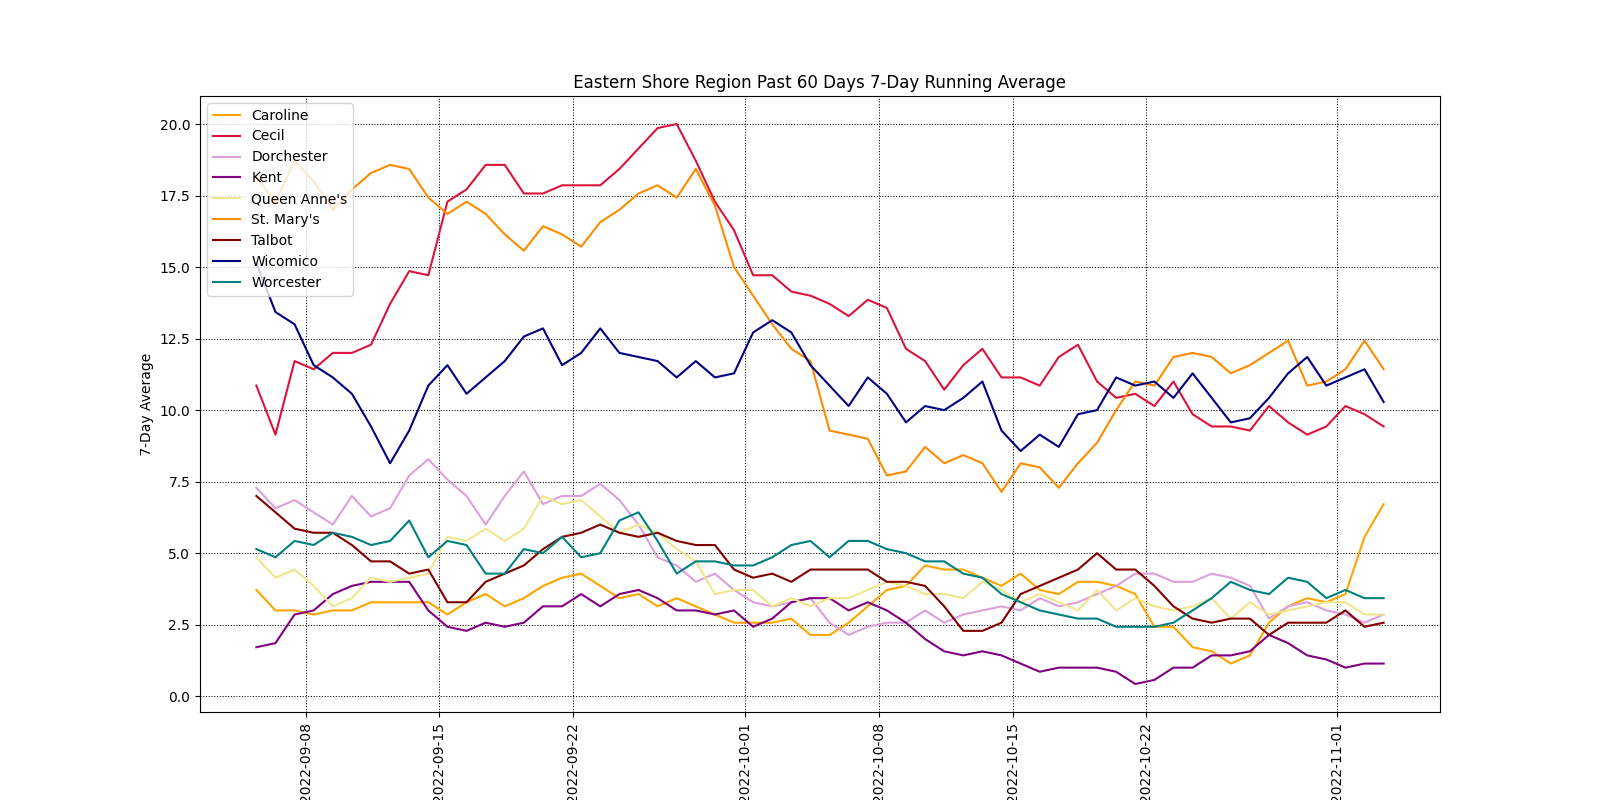 Eastern Shore Region Past 60 Days 7-Day Running Average
Caroline
Cecil
Dorchester
Kent
Queen Anne's
St. Mary's
Talbot
Wicomico
Worcester
7-Day Average
20.0
17.5
15.0
12.5
10.0
7.5
5.0
2.5
0.0
2022-09-08
2022-09-15
2022-09-22
2022-10-01
2022-10-08
2022-10-15
2022-10-22
2022-11-01